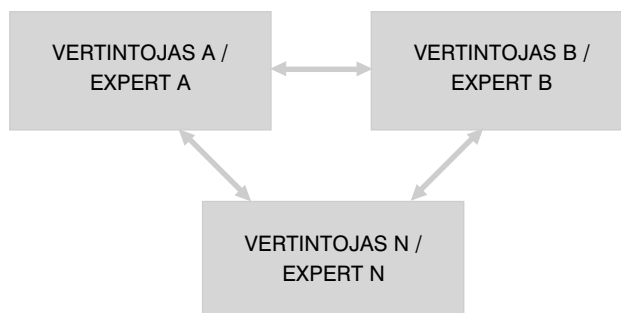 VERTINTOJAS A /
EXPERT A
VERTINTOJAS B /
EXPERT B
VERTINTOJAS N /
EXPERT N